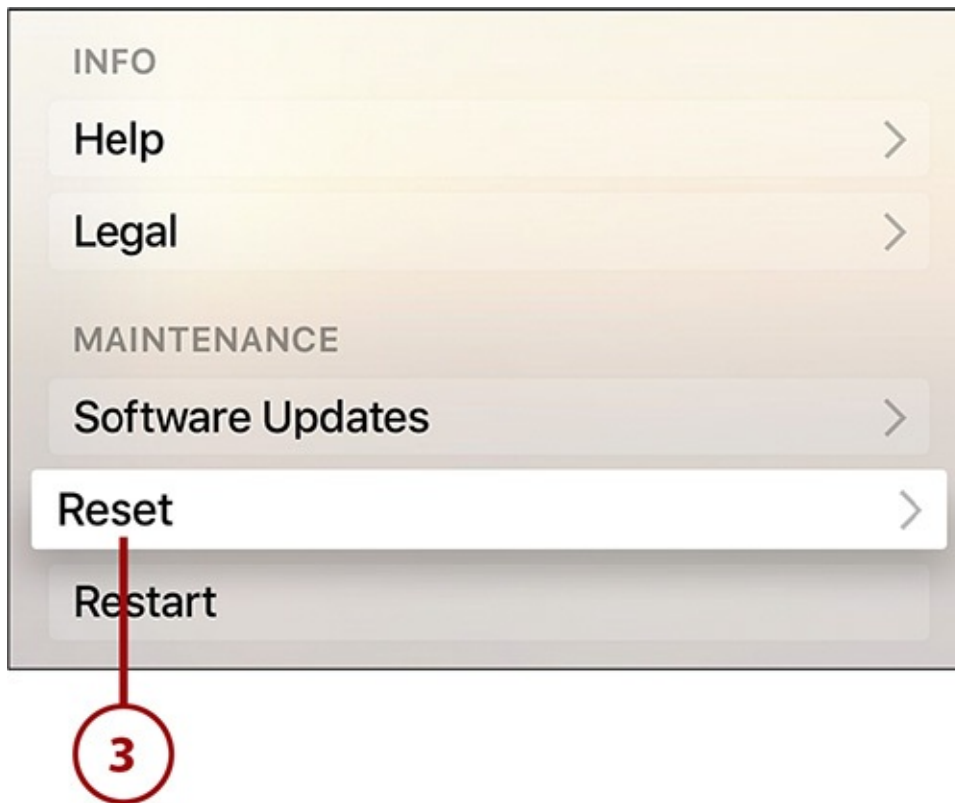 INFO
Help
Legal
MAINTENANCE
Software Updates
Reset
Restart
3